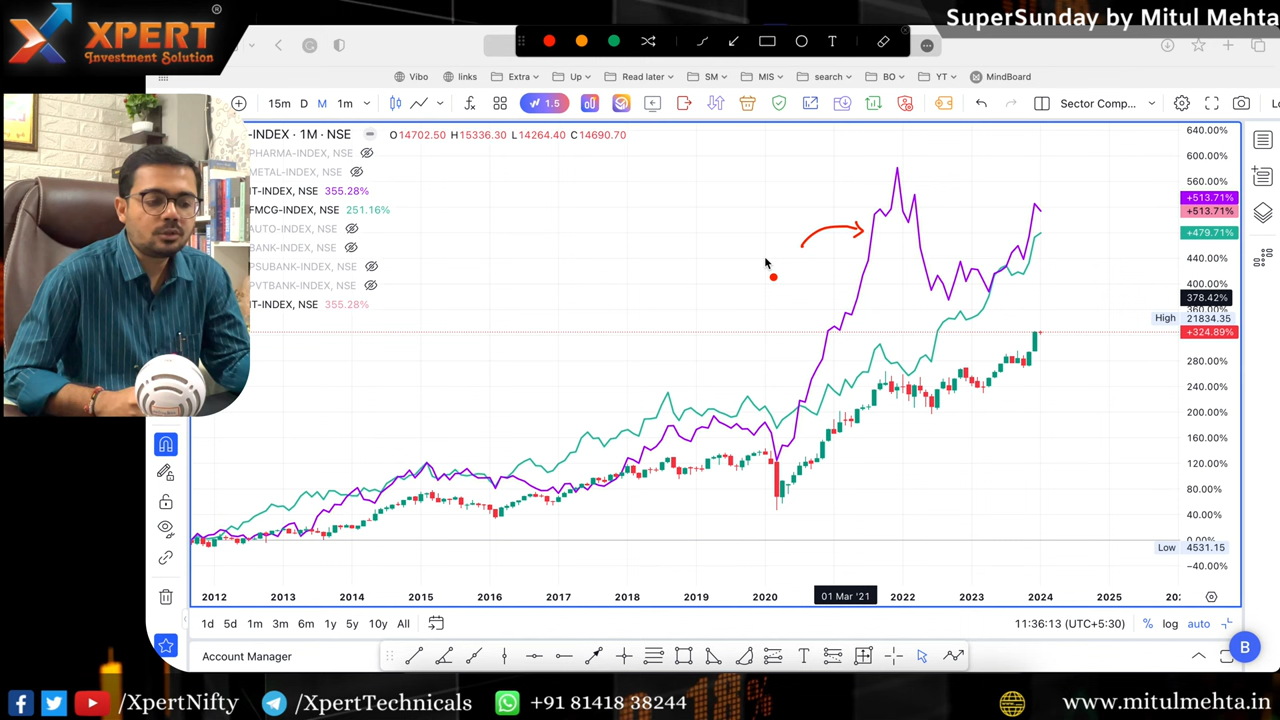 SuperSunday by Mitul Mehta
XPERT
Investment Solution
®
T
Vibo
links
Extra
Up
Read later
SM
MIS
search
BO
YT
MindBoard
15m
D
M
1m
1.5
Sector Comp...
-INDEX · 1M · NSE
O14702.50 H15336.30 L14264.40 C14690.70
PHARMA-INDEX, NSE
METAL-INDEX, NSE
IT-INDEX, NSE 355.28%
FMCG-INDEX, NSE 251.16%
AUTO-INDEX, NSE
BANK-INDEX, NSE
PSUBANK-INDEX, NSE
PVTBANK-INDEX, NSE
IT-INDEX, NSE 355.28%
640.00%
600.00%
560.00%
+513.71%
+513.71%
+479.71%
440.00%
400.00%
378.42%
360.00%
High 21834.35
+324.89%
280.00%
240.00%
200.00%
160.00%
120.00%
80.00%
40.00%
0.00%
Low 4531.15
−40.00%
2012 2013 2014 2015 2016 2017 2018 2019 2020 01 Mar '21 2022 2023 2024 2025
1d 5d 1m 3m 6m 1y 5y 10y All
11:36:13 (UTC+5:30) % log auto
Account Manager
T
B
/XpertNifty
/XpertTechnicals
+91 81418 38244
www.mitulmehta.in